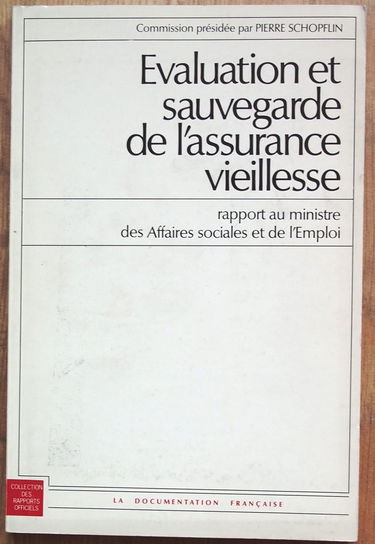 Commission présidée par PIERRE SCHOPFLIN
Evaluation et
sauvegarde
de l'assurance
vieillesse
rapport au ministre
des Affaires sociales et de l'Emploi
COLLECTION
DES
RAPPORTS
OFFICIELS
LA DOCUMENTATION FRANÇAISE